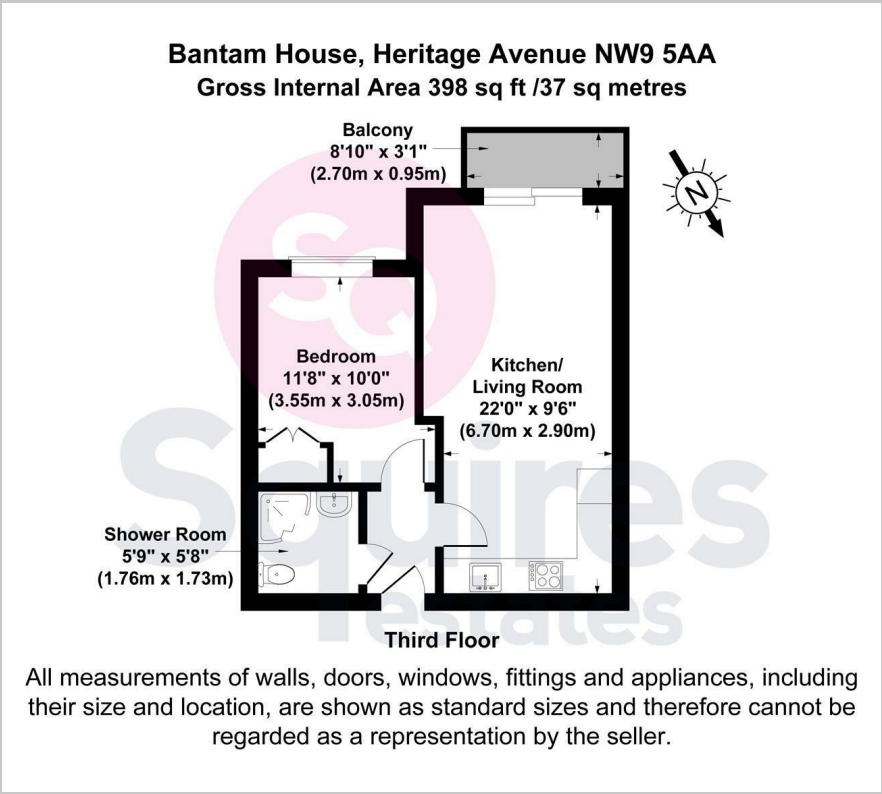 Bantam House, Heritage Avenue NW9 5AA
Gross Internal Area 398 sq ft /37 sq metres
Balcony
8'10" x 3'1"
(2.70m x 0.95m)
N
SQ
Bedroom
11'8" x 10'0"
(3.55m x 3.05m)
Kitchen/
Living Room
22'0" x 9'6"
(6.70m x 2.90m)
Squires
estates
Shower Room
5'9" x 5'8"
(1.76m x 1.73m)
Third Floor
All measurements of walls, doors, windows, fittings and appliances, including
their size and location, are shown as standard sizes and therefore cannot be
regarded as a representation by the seller.